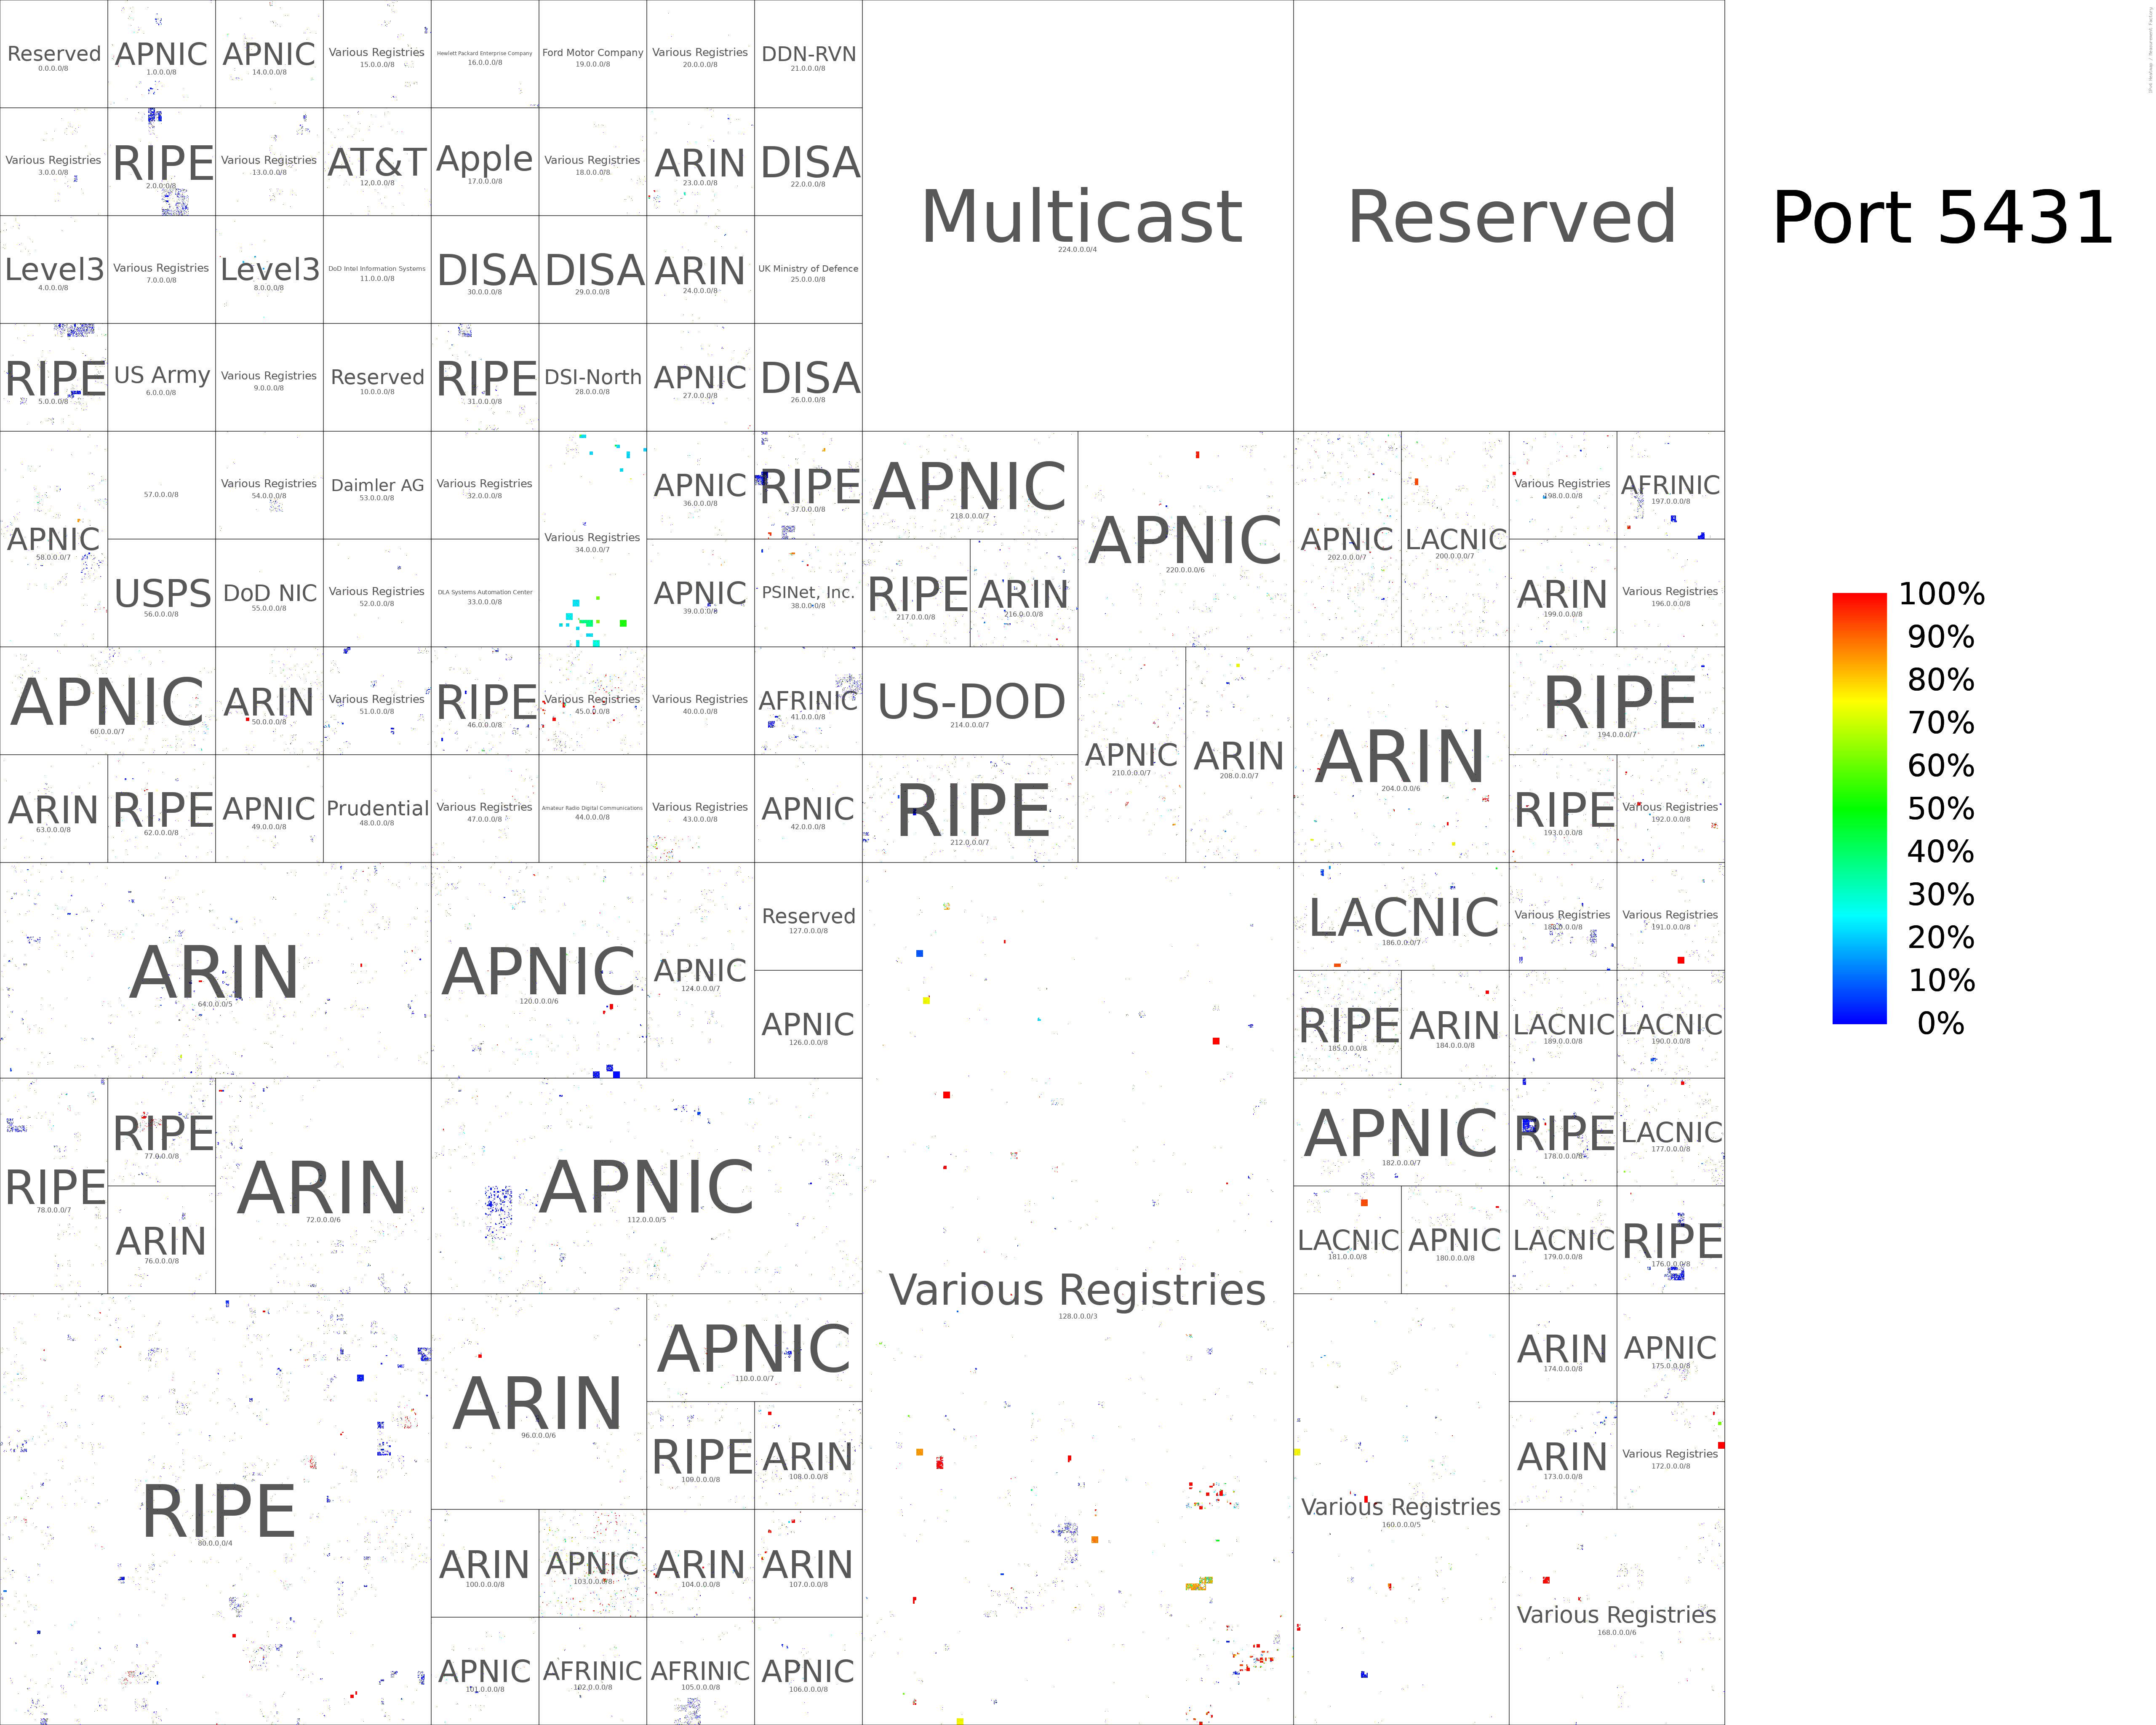 Reserved
0.0.0.0/8
APNIC
1.0.0.0/8
APNIC
14.0.0.0/8
Various Registries
15.0.0.0/8
Hewlett Packard Enterprise Company
16.0.0.0/8
Ford Motor Company
19.0.0.0/8
Various Registries
20.0.0.0/8
DDN-RVN
21.0.0.0/8
Various Registries
3.0.0.0/8
RIPE
2.0.0.0/8
Various Registries
13.0.0.0/8
AT&T
12.0.0.0/8
Apple
17.0.0.0/8
Various Registries
18.0.0.0/8
ARIN
23.0.0.0/8
DISA
22.0.0.0/8
Multicast
224.0.0.0/4
Reserved
Port 5431
IPv4 Heatmap / Measurement Factory
Level3
4.0.0.0/8
Various Registries
7.0.0.0/8
Level3
8.0.0.0/8
DoD Intel Information Systems
11.0.0.0/8
DISA
30.0.0.0/8
DISA
29.0.0.0/8
ARIN
24.0.0.0/8
UK Ministry of Defence
25.0.0.0/8
RIPE
5.0.0.0/8
US Army
6.0.0.0/8
Various Registries
9.0.0.0/8
Reserved
10.0.0.0/8
RIPE
31.0.0.0/8
DSI-North
28.0.0.0/8
APNIC
27.0.0.0/8
DISA
26.0.0.0/8
APNIC
58.0.0.0/7
57.0.0.0/8
Various Registries
54.0.0.0/8
Daimler AG
53.0.0.0/8
Various Registries
32.0.0.0/8
Various Registries
34.0.0.0/7
APNIC
36.0.0.0/8
RIPE
37.0.0.0/8
USPS
56.0.0.0/8
DoD NIC
55.0.0.0/8
Various Registries
52.0.0.0/8
DLA Systems Automation Center
33.0.0.0/8
APNIC
39.0.0.0/8
PSINet, Inc.
38.0.0.0/8
APNIC
218.0.0.0/7
APNIC
220.0.0.0/6
RIPE
217.0.0.0/8
ARIN
216.0.0.0/8
APNIC
202.0.0.0/7
LACNIC
200.0.0.0/7
Various Registries
198.0.0.0/8
AFRINIC
197.0.0.0/8
ARIN
199.0.0.0/8
Various Registries
196.0.0.0/8
APNIC
60.0.0.0/7
ARIN
50.0.0.0/8
Various Registries
51.0.0.0/8
RIPE
46.0.0.0/8
Various Registries
45.0.0.0/8
Various Registries
40.0.0.0/8
AFRINIC
41.0.0.0/8
ARIN
63.0.0.0/8
RIPE
62.0.0.0/8
APNIC
49.0.0.0/8
Prudential
48.0.0.0/8
Various Registries
47.0.0.0/8
Amateur Radio Digital Communications
44.0.0.0/8
Various Registries
43.0.0.0/8
APNIC
42.0.0.0/8
US-DOD
214.0.0.0/7
RIPE
212.0.0.0/7
APNIC
210.0.0.0/7
ARIN
208.0.0.0/7
ARIN
204.0.0.0/6
RIPE
194.0.0.0/7
RIPE
193.0.0.0/8
Various Registries
192.0.0.0/8
100%
90%
80%
70%
60%
50%
40%
30%
20%
10%
0%
ARIN
64.0.0.0/5
APNIC
120.0.0.0/6
APNIC
124.0.0.0/7
Reserved
127.0.0.0/8
APNIC
126.0.0.0/8
LACNIC
186.0.0.0/7
Various Registries
188.0.0.0/8
Various Registries
191.0.0.0/8
RIPE
185.0.0.0/8
ARIN
184.0.0.0/8
LACNIC
189.0.0.0/8
LACNIC
190.0.0.0/8
RIPE
78.0.0.0/7
RIPE
77.0.0.0/8
ARIN
76.0.0.0/8
ARIN
72.0.0.0/6
APNIC
112.0.0.0/5
APNIC
182.0.0.0/7
RIPE
178.0.0.0/8
LACNIC
177.0.0.0/8
LACNIC
181.0.0.0/8
APNIC
180.0.0.0/8
LACNIC
179.0.0.0/8
RIPE
176.0.0.0/8
Various Registries
128.0.0.0/3
RIPE
80.0.0.0/4
ARIN
96.0.0.0/6
APNIC
110.0.0.0/7
RIPE
109.0.0.0/8
ARIN
108.0.0.0/8
ARIN
100.0.0.0/8
APNIC
103.0.0.0/8
ARIN
104.0.0.0/8
ARIN
107.0.0.0/8
APNIC
101.0.0.0/8
AFRINIC
102.0.0.0/8
AFRINIC
105.0.0.0/8
APNIC
106.0.0.0/8
Various Registries
160.0.0.0/5
ARIN
174.0.0.0/8
APNIC
175.0.0.0/8
ARIN
173.0.0.0/8
Various Registries
172.0.0.0/8
Various Registries
168.0.0.0/6